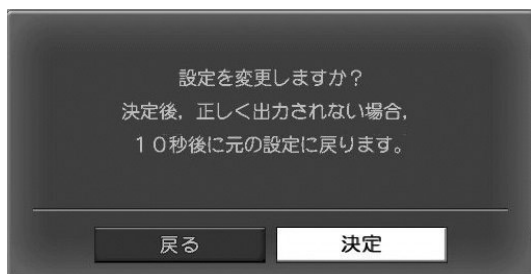 設定を変更しますか？
決定後，正しく出力されない場合，
１０秒後に元の設定に戻ります。
戻る
決定